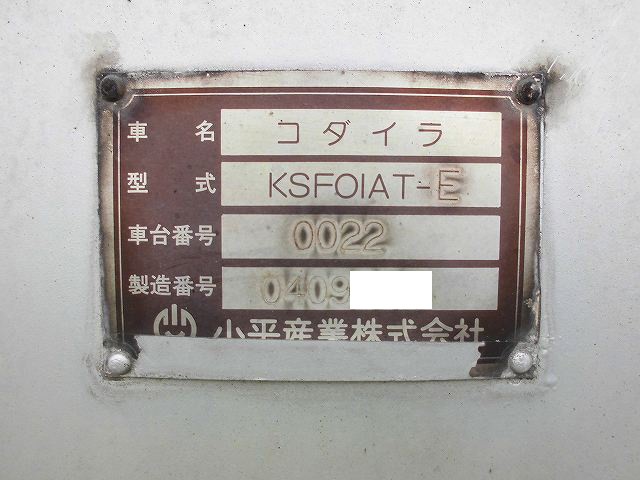 車名 コダイラ
型式 KSF01AT-E
車台番号 0022
製造番号 0409
小平産業株式会社